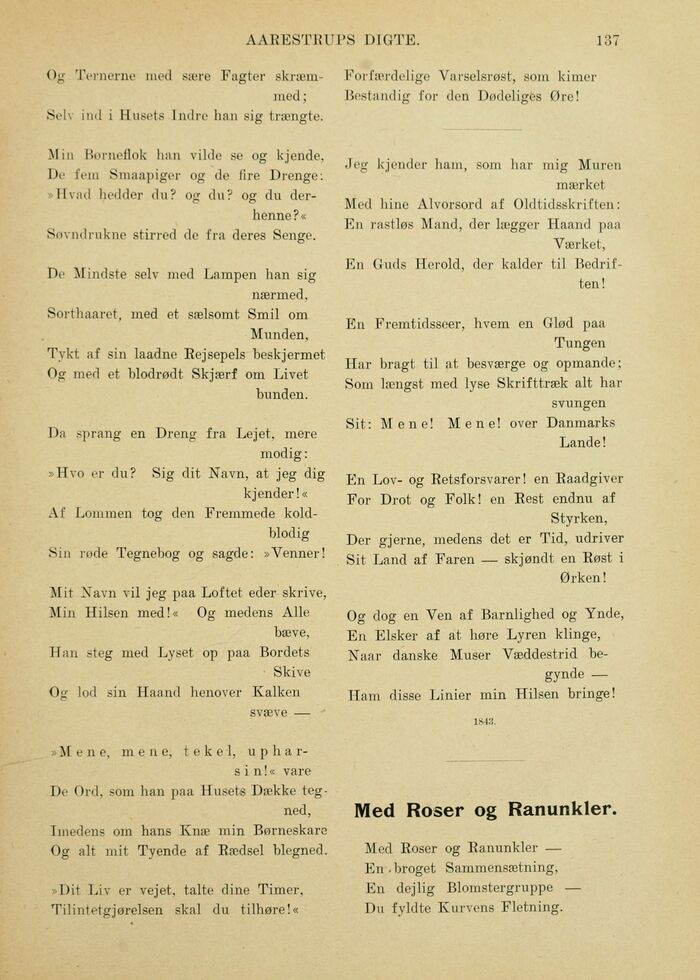 AARESTRUPS DIGTE.
137
Og Ternerne med sære Fagter skræm-
med;
Selv ind i Husets Indre han sig trængte.
Min Børneflok han vilde se og kjende,
De fem Smaapiger og de fire Drenge:
»Hvad hedder du? og du? og du der-
henne?«
Søvndrukne stirred de fra deres Senge.
De Mindste selv med Lampen han sig
nærmed,
Sorthaaret, med et sælsomt Smil om
Munden,
Tykt af sin laadne Rejsepels beskjermet
Og med et blodrødt Skjærf om Livet
bunden.
Da sprang en Dreng fra Lejet, mere
modig:
»Hvo er du? Sig dit Navn, at jeg dig
kjender!«
Af Lommen tog den Fremmede kold-
blodig
Sin røde Tegnebog og sagde: »Venner!
Mit Navn vil jeg paa Loftet eder skrive,
Min Hilsen med!« Og medens Alle
bæve,
Han steg med Lyset op paa Bordets
Skive
Og lod sin Haand henover Kalken
svæve —
»Mene, mene, tekel, uphar-
sin!« vare
De Ord, som han paa Husets Dække teg-
ned,
Imedens om hans Knæ min Børneskare
Og alt mit Tyende af Rædsel blegned.
»Dit Liv er vejet, talte dine Timer,
Tilintetgjørelsen skal du tilhøre!«
Forfærdelige Varselsrøst, som kimer
Bestandig for den Dødeliges Øre!
Jeg kjender ham, som har mig Muren
mærket
Med hine Alvorsord af Oldtidsskriften:
En rastløs Mand, der lægger Haand paa
Værket,
En Guds Herold, der kalder til Bedrif-
ten!
En Fremtidsseer, hvem en Glød paa
Tungen
Har bragt til at besværge og opmande;
Som længst med lyse Skrifttræk alt har
svungen
Sit: Mene! Mene! over Danmarks
Lande!
En Lov- og Retsforsvarer! en Raadgiver
For Drot og Folk! en Rest endnu af
Styrken,
Der gjerne, medens det er Tid, udriver
Sit Land af Faren — skjøndt en Røst i
Ørken!
Og dog en Ven af Barnlighed og Ynde,
En Elsker af at høre Lyren klinge,
Naar danske Muser Væddestrid be-
gynde —
Ham disse Linier min Hilsen bringe!
1843.
Med Roser og Ranunkler.
Med Roser og Ranunkler —
En broget Sammensætning,
En dejlig Blomstergruppe —
Du fyldte Kurvens Fletning.